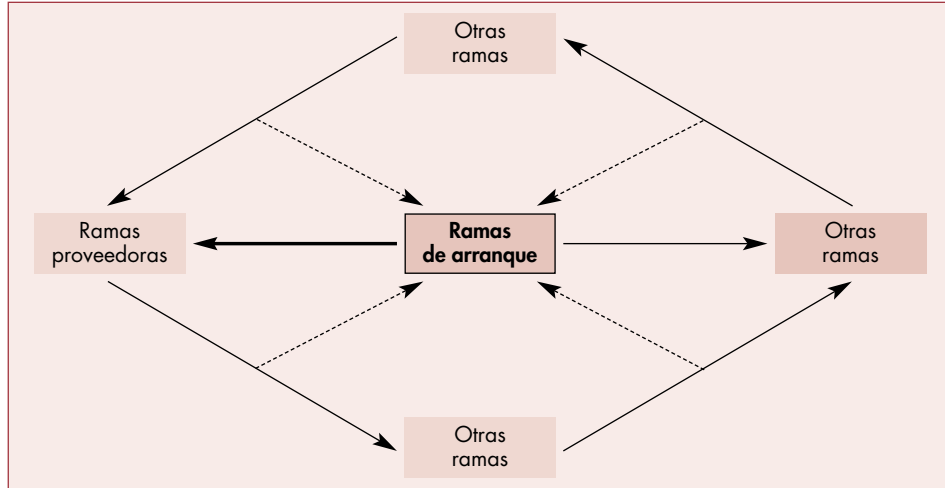 Otras
ramas
Ramas
proveedoras
Ramas
de arranque
Otras
ramas
Otras
ramas